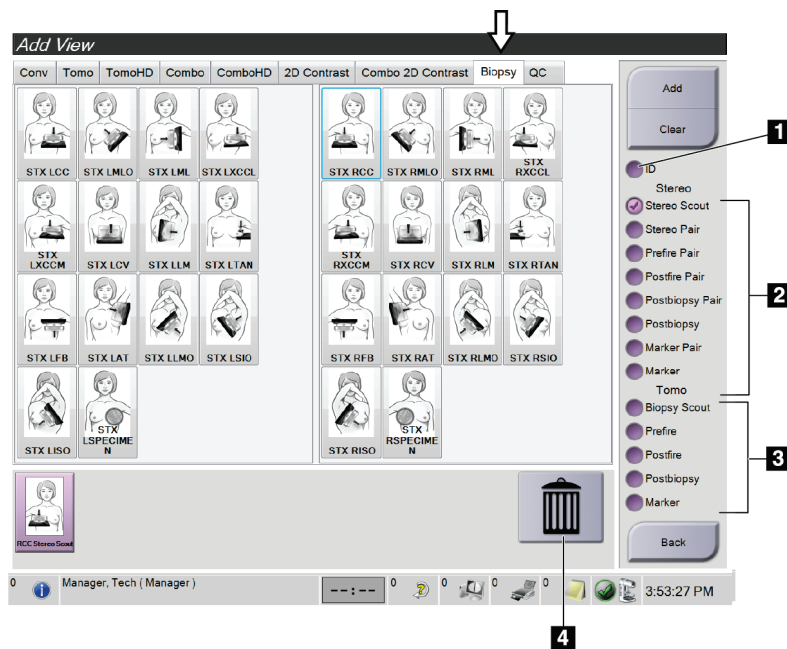 Add View
Conv Tomo TomoHD Combo ComboHD 2D Contrast Combo 2D Contrast Biopsy QC
Add
Clear
1
ID
Stereo
Stereo Scout
Stereo Pair
Prefire Pair
Postfire Pair
Postbiopsy Pair
Postbiopsy
Marker Pair
Marker
2
Tomo
Biopsy Scout
Prefire
Postfire
Postbiopsy
Marker
3
Back
STX LCC STX LMLO STX LML STX LXCCL
STX RCC STX RMLO STX RML STX
RXCCL
STX
LXCCM STX LCV STX LLM STX LTAN
STX
RXCCM STX RCV STX RLM STX RTAN
STX LFB STX LAT STX LLMO STX LSIO
STX RFB STX RAT STX RLMO STX RSIO
STX LISO STX
LSPECIME
N
STX RISO STX
RSPECIME
N
RCC Stereo Scout
0 Manager, Tech ( Manager ) --:-- 0 0 0 0 3:53:27 PM
4